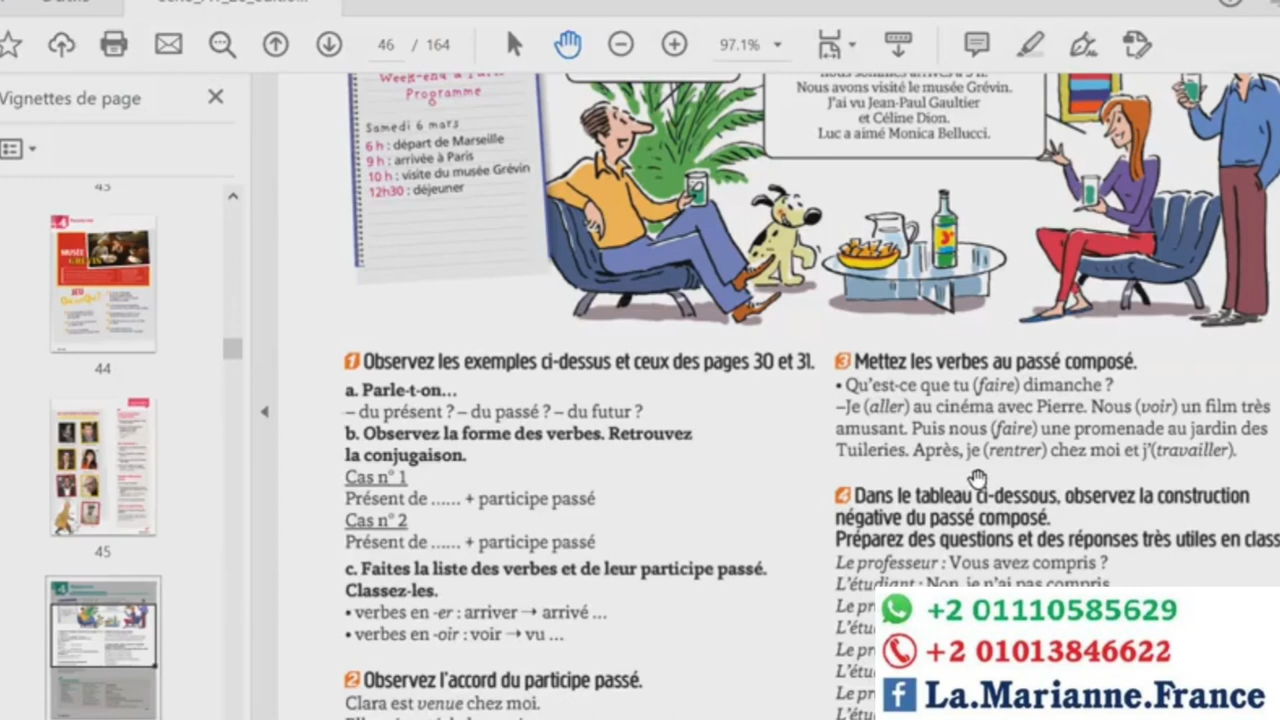 46 / 164
97.1%
Vignettes de page
44
45
Week-end à Paris
Programme
Samedi 6 mars
6 h : départ de Marseille
9 h : arrivée à Paris
10 h : visite du musée Grévin
12h30 : déjeuner
Nous avons visité le musée Grévin.
J'ai vu Jean-Paul Gaultier
et Céline Dion.
Luc a aimé Monica Bellucci.
1 Observez les exemples ci-dessus et ceux des pages 30 et 31.
a. Parle-t-on...
– du présent ? – du passé ? – du futur ?
b. Observez la forme des verbes. Retrouvez
la conjugaison.
Cas n° 1
Présent de ...... + participe passé
Cas n° 2
Présent de ...... + participe passé
c. Faites la liste des verbes et de leur participe passé.
Classez-les.
• verbes en -er : arriver → arrivé ...
• verbes en -oir : voir → vu ...
2 Observez l'accord du participe passé.
Clara est venue chez moi.
3 Mettez les verbes au passé composé.
• Qu'est-ce que tu (faire) dimanche ?
–Je (aller) au cinéma avec Pierre. Nous (voir) un film très
amusant. Puis nous (faire) une promenade au jardin des
Tuileries. Après, je (rentrer) chez moi et j'(travailler).
4 Dans le tableau ci-dessous, observez la construction
négative du passé composé.
Préparez des questions et des réponses très utiles en class
Le professeur : Vous avez compris ?
L'étudiant : Non, je n'ai pas compris
+2 01110585629
+2 01013846622
La.Marianne.France